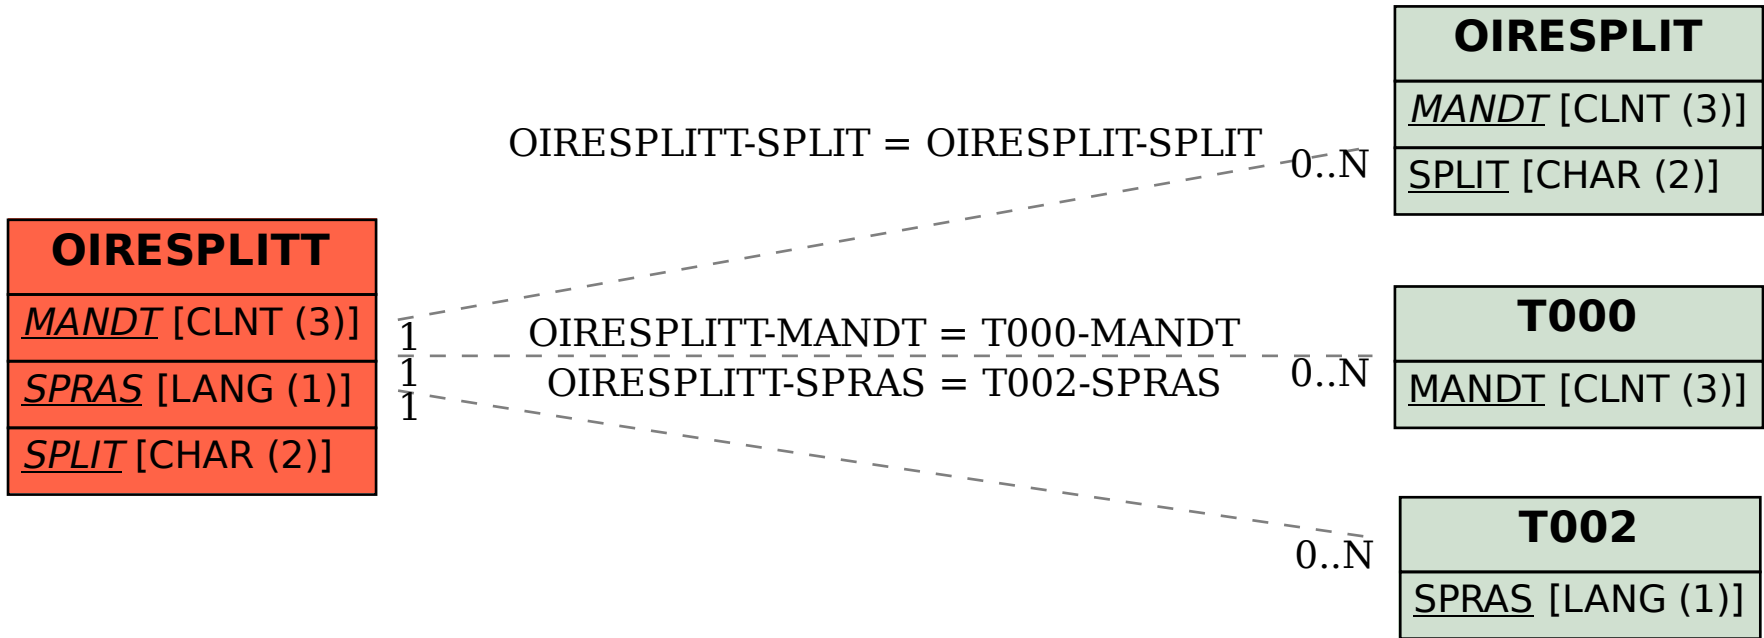 OIRESPLIT
MANDT [CLNT (3)]
SPLIT [CHAR (2)]
OIRESPLITT-SPLIT = OIRESPLIT-SPLIT
0..N
OIRESPLITT
MANDT [CLNT (3)]
SPRAS [LANG (1)]
SPLIT [CHAR (2)]
1
OIRESPLITT-MANDT = T000-MANDT
1
0..N
OIRESPLITT-SPRAS = T002-SPRAS
1
T000
MANDT [CLNT (3)]
0..N
T002
SPRAS [LANG (1)]